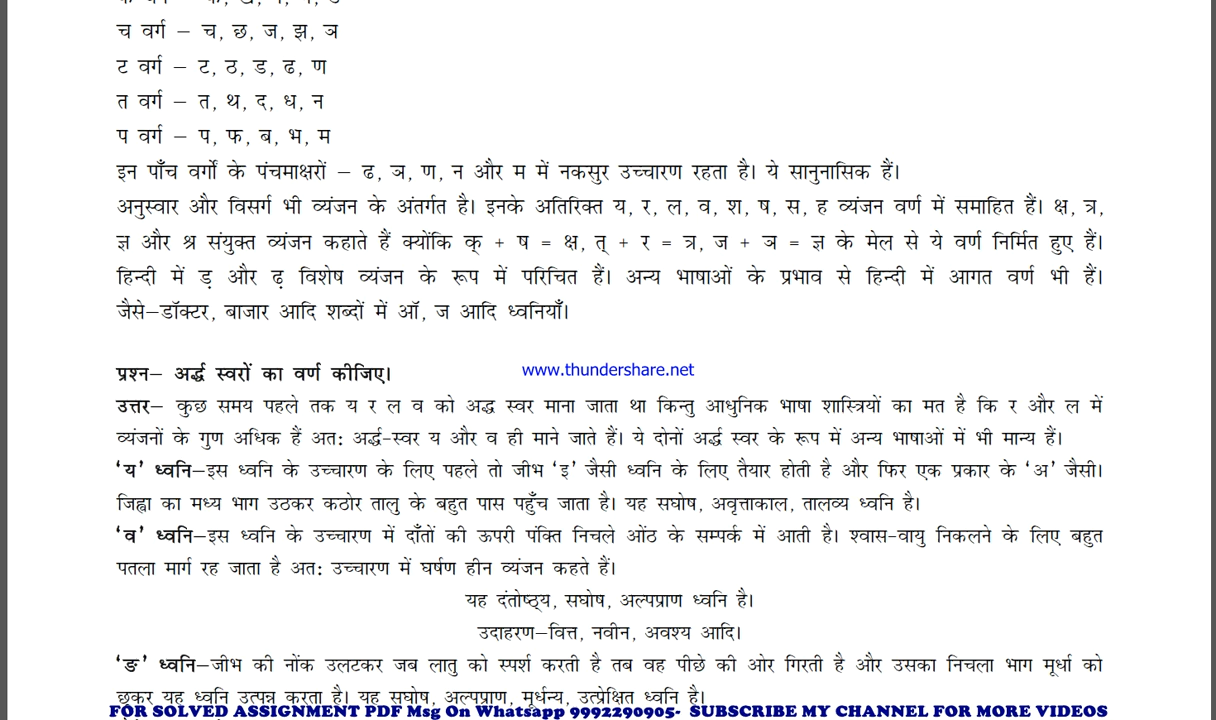 च वर्ग – च, छ, ज, झ, ञ
ट वर्ग – ट, ठ, ड, ढ, ण
त वर्ग – त, थ, द, ध, न
प वर्ग – प, फ, ब, भ, म
इन पाँच वर्गों के पंचमाक्षरों – ढ, ञ, ण, न और म में नकसुर उच्चारण रहता है। ये सानुनासिक हैं।
अनुस्वार और विसर्ग भी व्यंजन के अंतर्गत है। इनके अतिरिक्त य, र, ल, व, श, ष, स, ह व्यंजन वर्ण में समाहित हैं। क्ष, त्र,
ज्ञ और श्र संयुक्त व्यंजन कहाते हैं क्योंकि क् + ष = क्ष, त् + र = त्र, ज + ञ = ज्ञ के मेल से ये वर्ण निर्मित हुए हैं।
हिन्दी में ड़ और ढ़ विशेष व्यंजन के रूप में परिचित हैं। अन्य भाषाओं के प्रभाव से हिन्दी में आगत वर्ण भी हैं।
जैसे–डॉक्टर, बाजार आदि शब्दों में ऑ, ज आदि ध्वनियाँ।
प्रश्न– अर्द्ध स्वरों का वर्ण कीजिए।
www.thundershare.net
उत्तर– कुछ समय पहले तक य र ल व को अद्ध स्वर माना जाता था किन्तु आधुनिक भाषा शास्त्रियों का मत है कि र और ल में
व्यंजनों के गुण अधिक हैं अत: अर्द्ध-स्वर य और व ही माने जाते हैं। ये दोनों अर्द्ध स्वर के रूप में अन्य भाषाओं में भी मान्य हैं।
‘य’ ध्वनि–इस ध्वनि के उच्चारण के लिए पहले तो जीभ ‘इ’ जैसी ध्वनि के लिए तैयार होती है और फिर एक प्रकार के ‘अ’ जैसी।
जिह्वा का मध्य भाग उठकर कठोर तालु के बहुत पास पहुँच जाता है। यह सघोष, अवृत्ताकाल, तालव्य ध्वनि है।
‘व’ ध्वनि–इस ध्वनि के उच्चारण में दाँतों की ऊपरी पंक्ति निचले ओंठ के सम्पर्क में आती है। श्वास-वायु निकलने के लिए बहुत
पतला मार्ग रह जाता है अत: उच्चारण में घर्षण हीन व्यंजन कहते हैं।
यह दंतोष्ठ्य, सघोष, अल्पप्राण ध्वनि है।
उदाहरण–वित्त, नवीन, अवश्य आदि।
‘ङ’ ध्वनि–जीभ की नोंक उलटकर जब लातु को स्पर्श करती है तब वह पीछे की ओर गिरती है और उसका निचला भाग मूर्धा को
छकर यह ध्वनि उत्पन्न करता है। यह सघोष, अल्पप्राण, मूर्धन्य, उत्प्रेक्षित ध्वनि है।
FOR SOLVED ASSIGNMENT PDF Msg On Whatsapp 9992290905- SUBSCRIBE MY CHANNEL FOR MORE VIDEOS